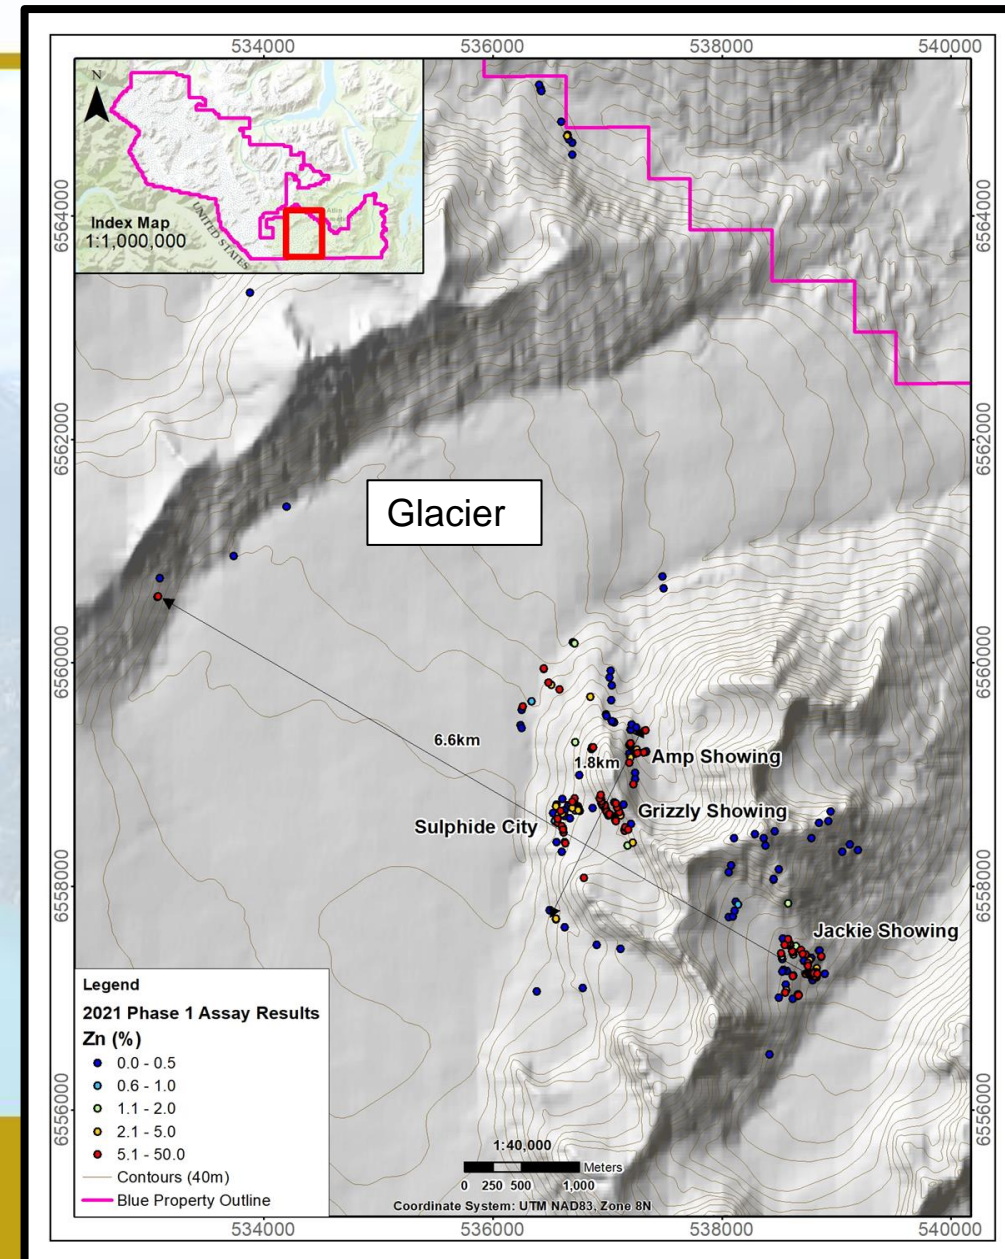 534000 536000 538000 540000
N
Index Map
1:1,000,000
UNITED STATES
6564000 6564000
6562000 6562000
Glacier
6560000 6560000
6.6km
1.8km
Amp Showing
Grizzly Showing
Sulphide City
6558000 6558000
Jackie Showing
Legend
2021 Phase 1 Assay Results
Zn (%)
0.0 - 0.5
0.6 - 1.0
1.1 - 2.0
2.1 - 5.0
5.1 - 50.0
Contours (40m)
Blue Property Outline
6556000 6556000
1:40,000
Meters
0 250 500 1,000
Coordinate System: UTM NAD83, Zone 8N
534000 536000 538000 540000